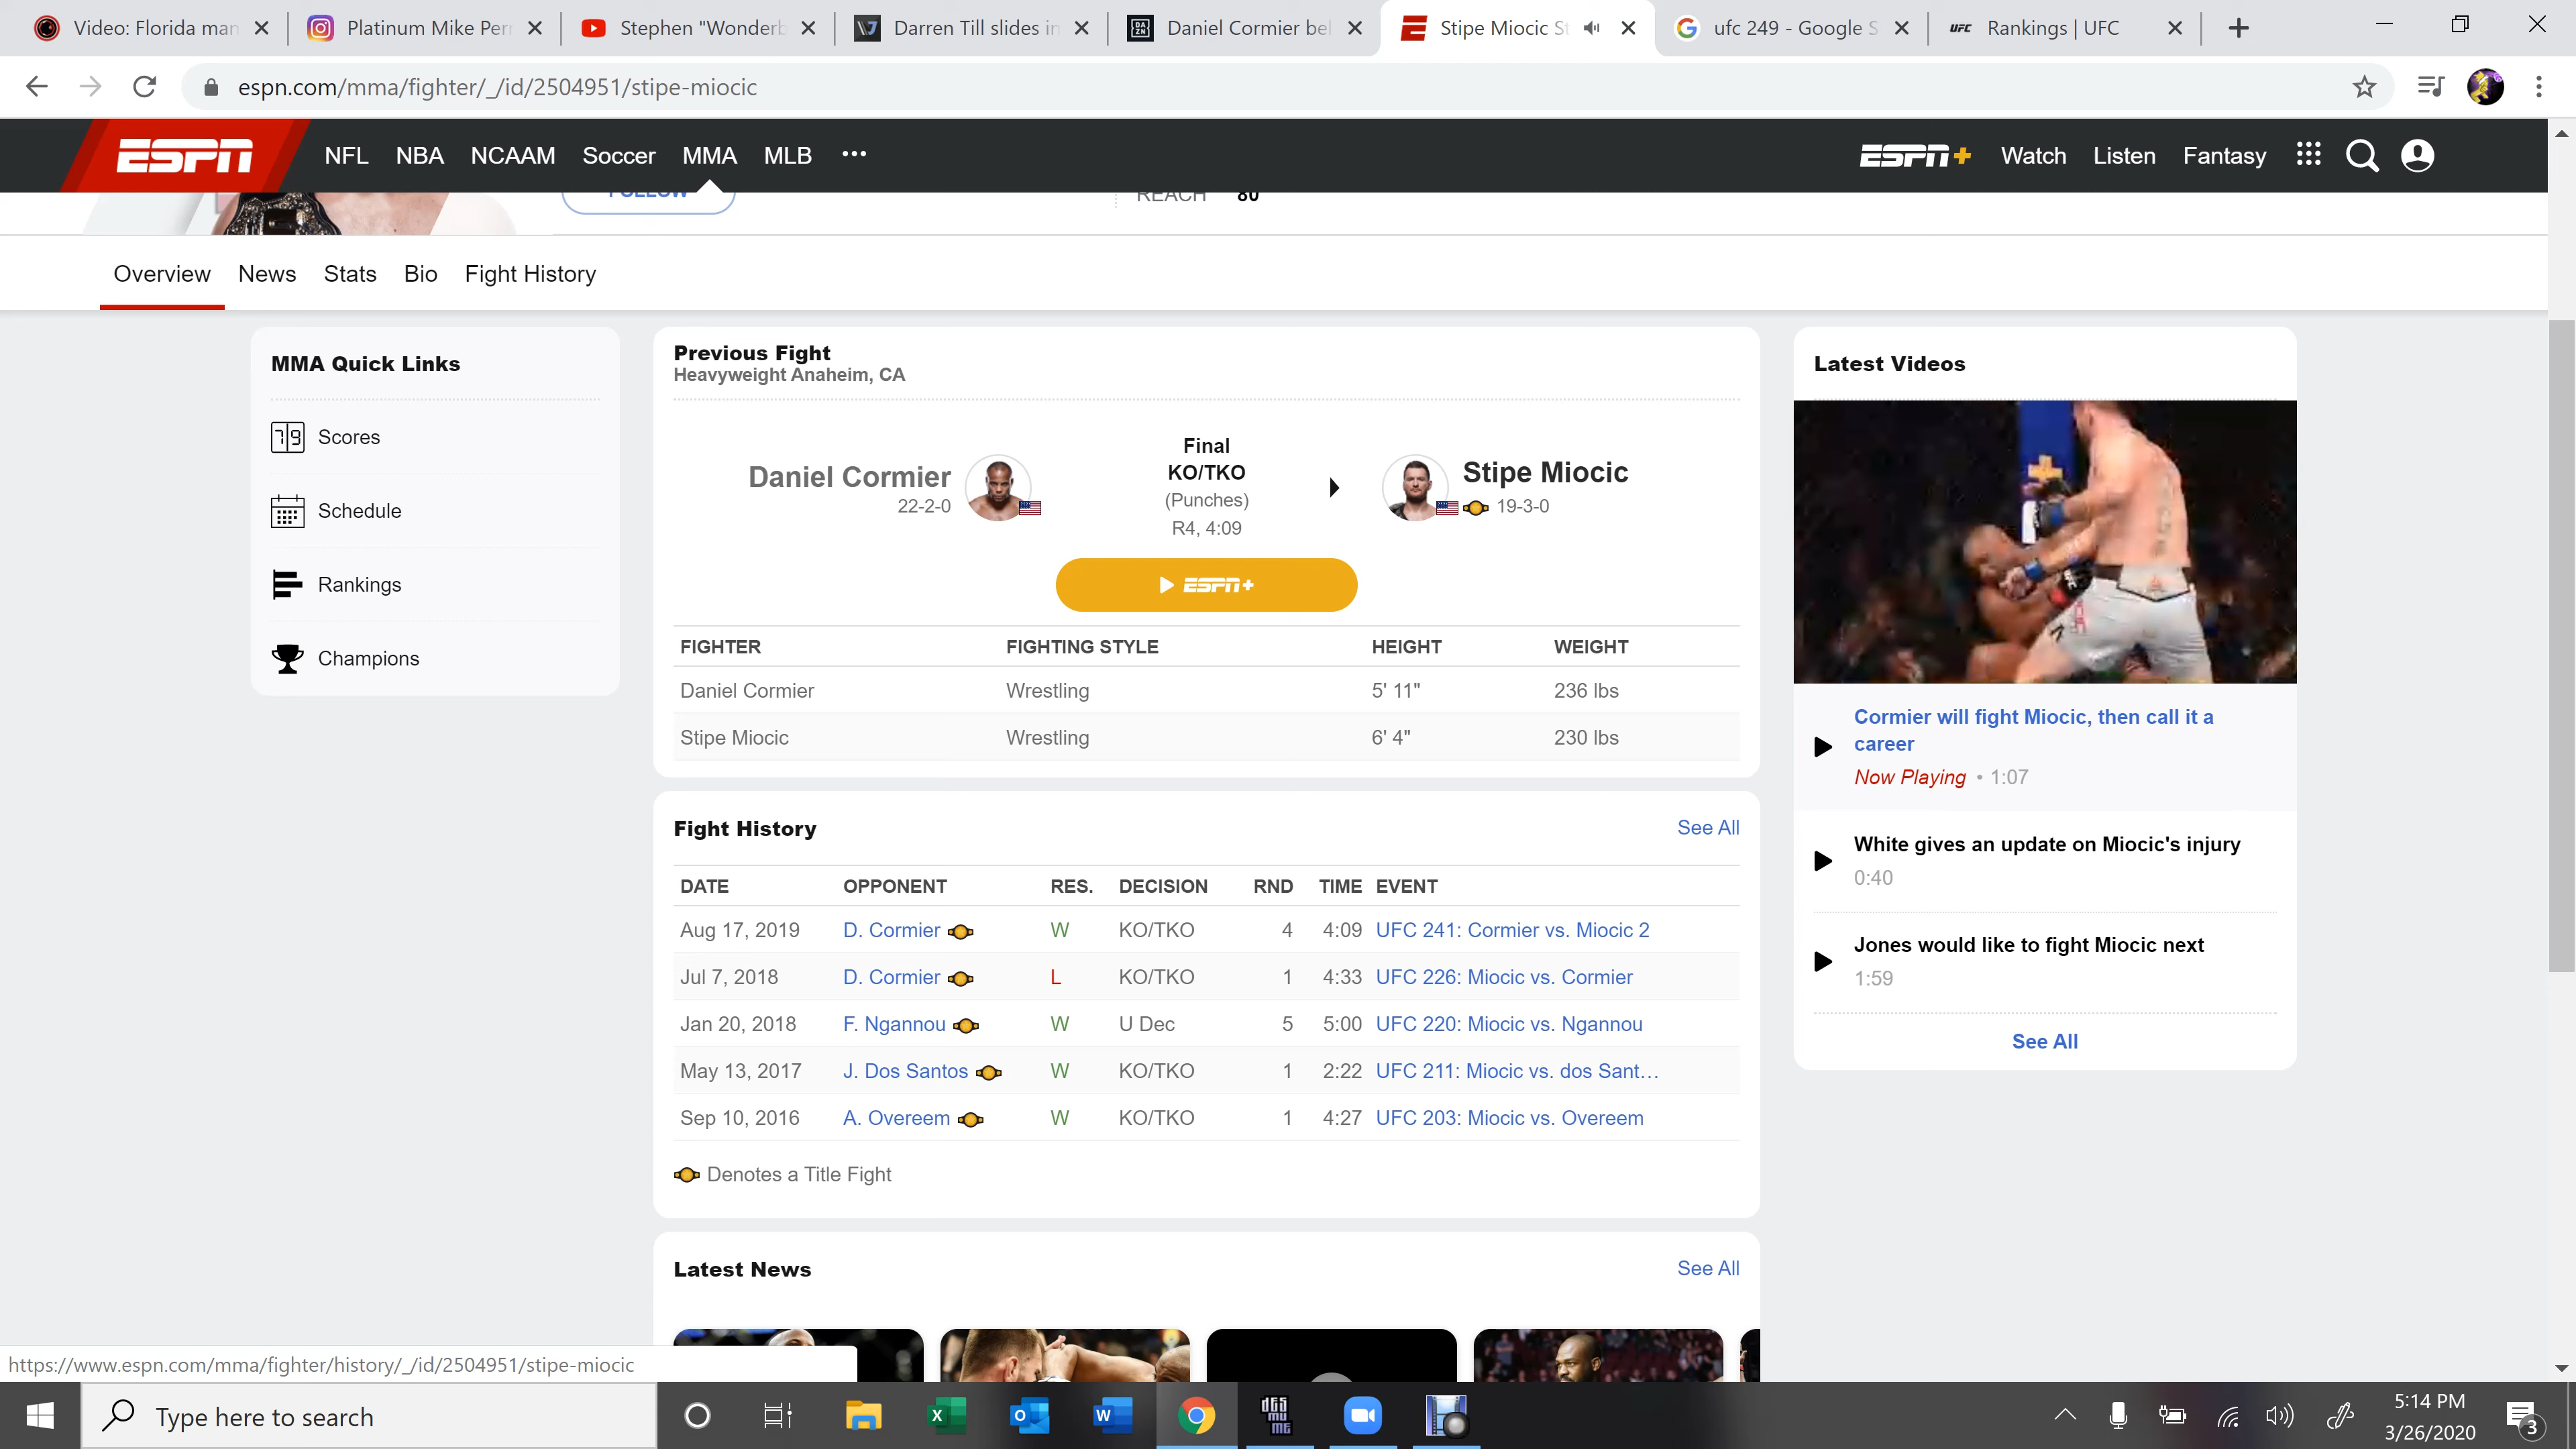 Video: Florida man
Platinum Mike Per
Stephen "Wonderb
Darren Till slides in
Daniel Cormier be
Stipe Miocic St
ufc 249 - Google S
UFC Rankings | UFC
espn.com/mma/fighter/_/id/2504951/stipe-miocic
ESPN NFL NBA NCAAM Soccer MMA MLB ••• ESPN+ Watch Listen Fantasy
FOLLOW REACH 80
Overview News Stats Bio Fight History
MMA Quick Links
Scores
Schedule
Rankings
Champions
Previous Fight
Heavyweight Anaheim, CA
Daniel Cormier
22-2-0
Final
KO/TKO
(Punches)
R4, 4:09
Stipe Miocic
19-3-0
ESPN+
FIGHTER FIGHTING STYLE HEIGHT WEIGHT
Daniel Cormier Wrestling 5' 11" 236 lbs
Stipe Miocic Wrestling 6' 4" 230 lbs
Fight History See All
DATE OPPONENT RES. DECISION RND TIME EVENT
Aug 17, 2019 D. Cormier W KO/TKO 4 4:09 UFC 241: Cormier vs. Miocic 2
Jul 7, 2018 D. Cormier L KO/TKO 1 4:33 UFC 226: Miocic vs. Cormier
Jan 20, 2018 F. Ngannou W U Dec 5 5:00 UFC 220: Miocic vs. Ngannou
May 13, 2017 J. Dos Santos W KO/TKO 1 2:22 UFC 211: Miocic vs. dos Sant…
Sep 10, 2016 A. Overeem W KO/TKO 1 4:27 UFC 203: Miocic vs. Overeem
Denotes a Title Fight
Latest News See All
Latest Videos
Cormier will fight Miocic, then call it a
career
Now Playing • 1:07
White gives an update on Miocic's injury
0:40
Jones would like to fight Miocic next
1:59
See All
https://www.espn.com/mma/fighter/history/_/id/2504951/stipe-miocic
Type here to search
5:14 PM
3/26/2020
3